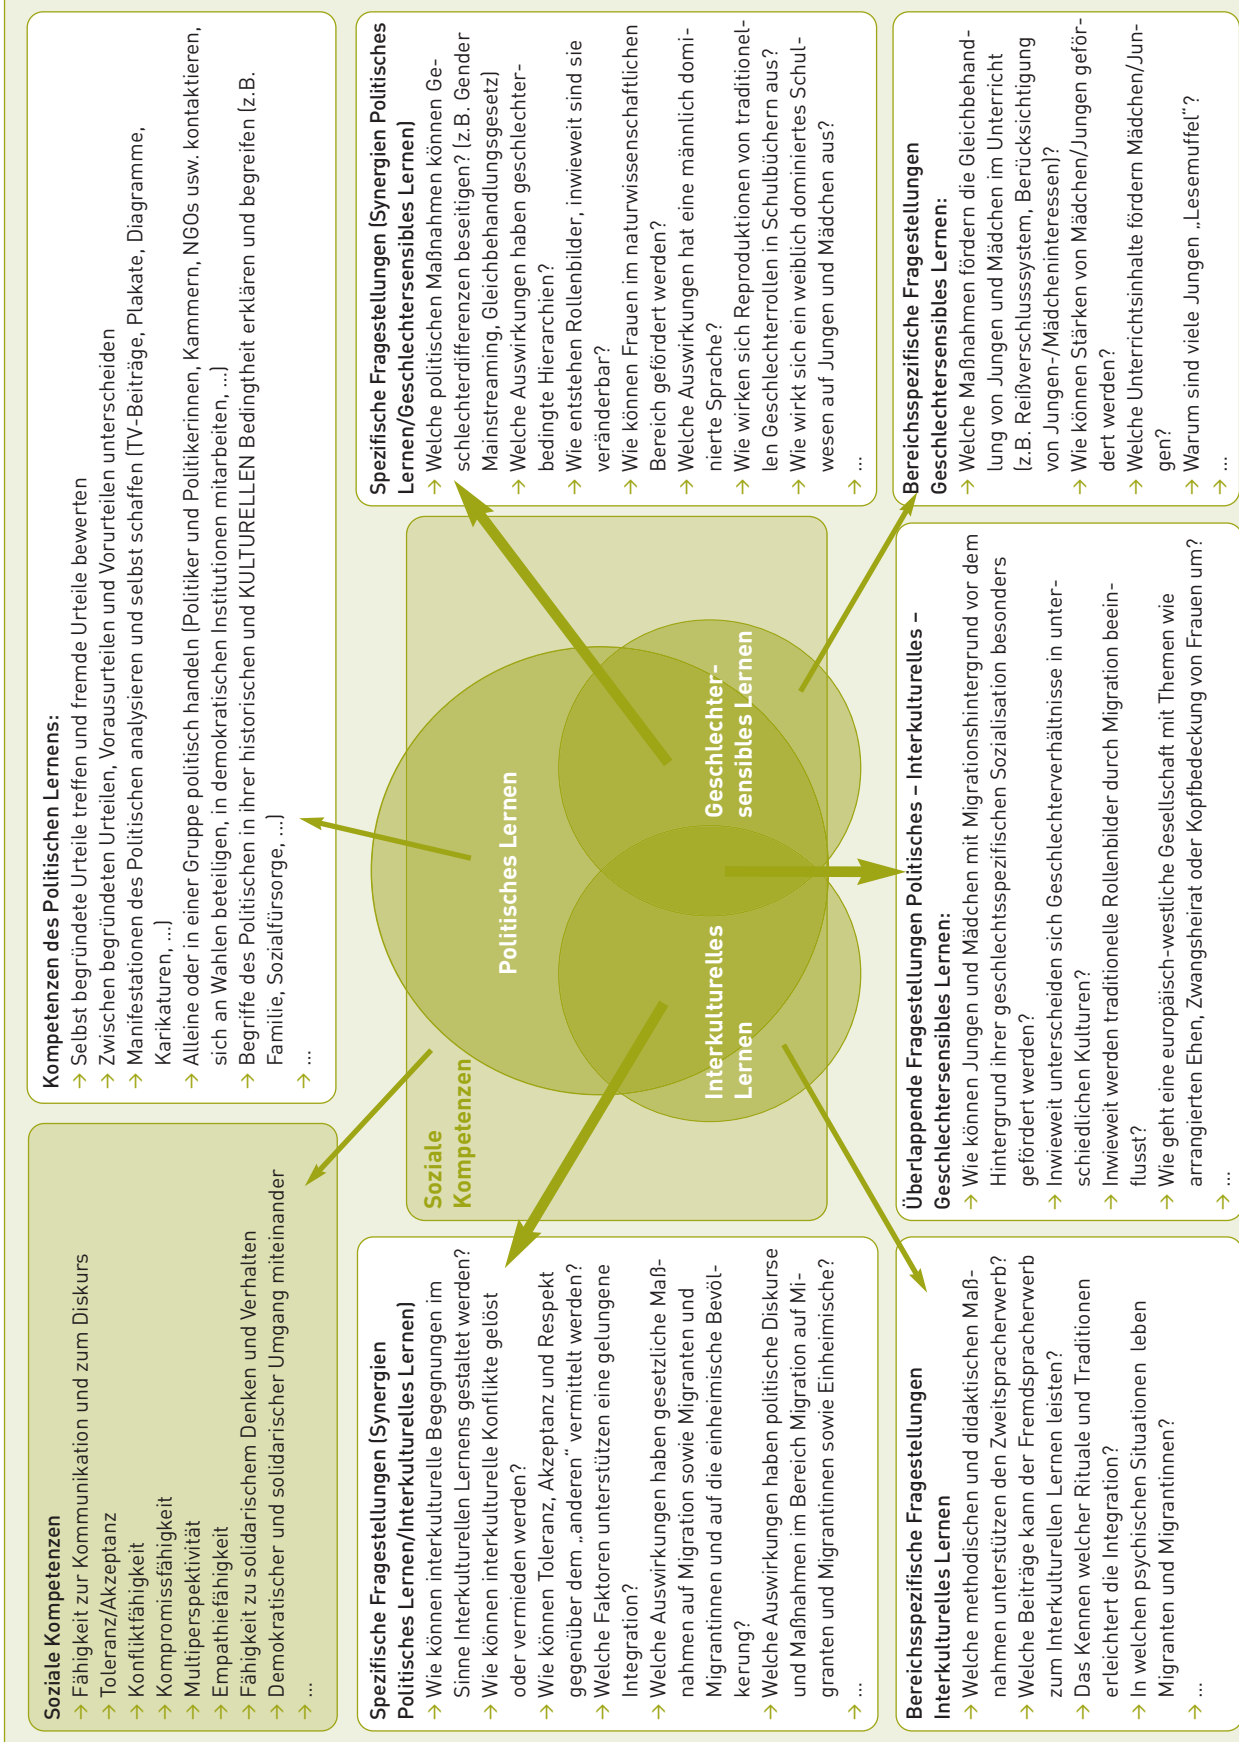 Soziale Kompetenzen
→ Fähigkeit zur Kommunikation und zum Diskurs
→ Toleranz/Akzeptanz
→ Konfliktfähigkeit
→ Kompromissfähigkeit
→ Multiperspektivität
→ Empathiefähigkeit
→ Fähigkeit zu solidarischem Denken und Verhalten
→ Demokratischer und solidarischer Umgang miteinander
→ ...
Kompetenzen des Politischen Lernens:
→ Selbst begründete Urteile treffen und fremde Urteile bewerten
→ Zwischen begründeten Urteilen, Vorausurteilen und Vorurteilen unterscheiden
→ Manifestationen des Politischen analysieren und selbst schaffen (TV-Beiträge, Plakate, Diagramme,
Karikaturen, ...)
→ Alleine oder in einer Gruppe politisch handeln (Politiker und Politikerinnen, Kammern, NGOs usw. kontaktieren,
sich an Wahlen beteiligen, in demokratischen Institutionen mitarbeiten, ...)
→ Begriffe des Politischen in ihrer historischen und KULTURELLEN Bedingtheit erklären und begreifen (z.B.
Familie, Sozialfürsorge, ...)
→ ...
Spezifische Fragestellungen (Synergien
Politisches Lernen/Interkulturelles Lernen)
→ Wie können interkulturelle Begegnungen im
Sinne Interkulturellen Lernens gestaltet werden?
→ Wie können interkulturelle Konflikte gelöst
oder vermieden werden?
→ Wie können Toleranz, Akzeptanz und Respekt
gegenüber dem „anderen“ vermittelt werden?
→ Welche Faktoren unterstützen eine gelungene
Integration?
→ Welche Auswirkungen haben gesetzliche Maß-
nahmen auf Migration sowie Migranten und
Migrantinnen und auf die einheimische Bevöl-
kerung?
→ Welche Auswirkungen haben politische Diskurse
und Maßnahmen im Bereich Migration auf Mi-
granten und Migrantinnen sowie Einheimische?
→ ...
Soziale
Kompetenzen
Politisches Lernen
Interkulturelles
Lernen
Geschlechter-
sensibles Lernen
Spezifische Fragestellungen (Synergien Politisches
Lernen/Geschlechtersensibles Lernen)
→ Welche politischen Maßnahmen können Ge-
schlechterdifferenzen beseitigen? (z.B. Gender
Mainstreaming, Gleichbehandlungsgesetz)
→ Welche Auswirkungen haben geschlechter-
bedingte Hierarchien?
→ Wie entstehen Rollenbilder, inwieweit sind sie
veränderbar?
→ Wie können Frauen im naturwissenschaftlichen
Bereich gefördert werden?
→ Welche Auswirkungen hat eine männlich domi-
nierte Sprache?
→ Wie wirken sich Reproduktionen von traditionel-
len Geschlechterrollen in Schulbüchern aus?
→ Wie wirkt sich ein weiblich dominiertes Schul-
wesen auf Jungen und Mädchen aus?
→ ...
Bereichsspezifische Fragestellungen
Interkulturelles Lernen
→ Welche methodischen und didaktischen Maß-
nahmen unterstützen den Zweitspracherwerb?
→ Welche Beiträge kann der Fremdspracherwerb
zum Interkulturellen Lernen leisten?
→ Das Kennen welcher Rituale und Traditionen
erleichtert die Integration?
→ In welchen psychischen Situationen leben
Migranten und Migrantinnen?
→ ...
Überlappende Fragestellungen Politisches – Interkulturelles –
Geschlechtersensibles Lernen:
→ Wie können Jungen und Mädchen mit Migrationshintergrund vor dem
Hintergrund ihrer geschlechtsspezifischen Sozialisation besonders
gefördert werden?
→ Inwieweit unterscheiden sich Geschlechterverhältnisse in unter-
schiedlichen Kulturen?
→ Inwieweit werden traditionelle Rollenbilder durch Migration beein-
flusst?
→ Wie geht eine europäisch-westliche Gesellschaft mit Themen wie
arrangierten Ehen, Zwangsheirat oder Kopfbedeckung von Frauen um?
→ ...
Bereichsspezifische Fragestellungen
Geschlechtersensibles Lernen:
→ Welche Maßnahmen fördern die Gleichbehand-
lung von Jungen und Mädchen im Unterricht
(z.B. Reißverschlusssystem, Berücksichtigung
von Jungen-/Mädcheninteressen)?
→ Wie können Stärken von Mädchen/Jungen geför-
dert werden?
→ Welche Unterrichtsinhalte fördern Mädchen/Jun-
gen?
→ Warum sind viele Jungen „Lesemuffel“?
→ ...